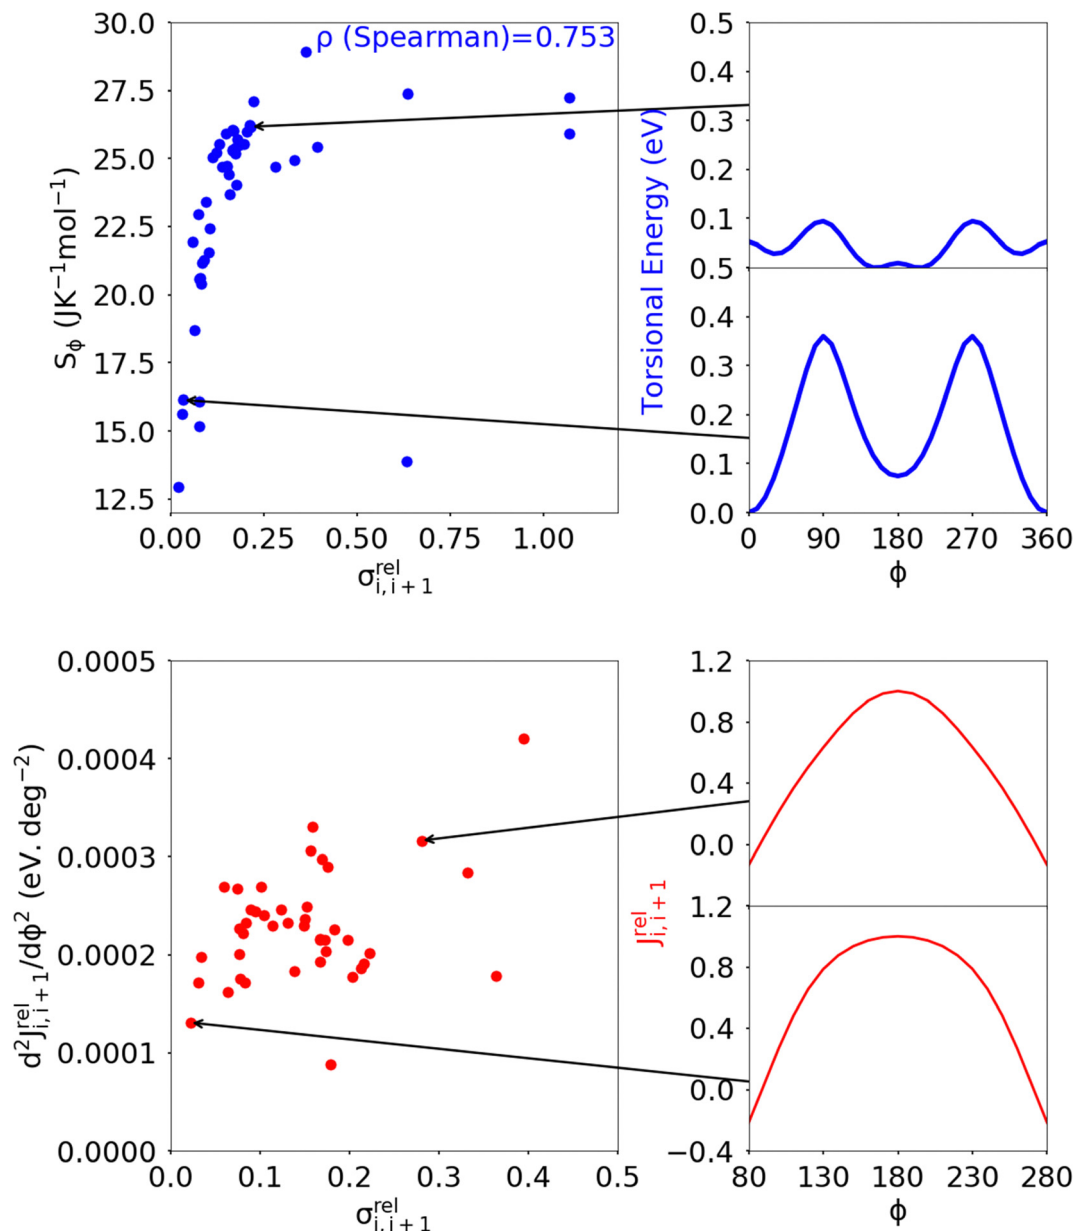 30.0
27.5
25.0
22.5
20.0
17.5
15.0
12.5
Sϕ (JK⁻¹mol⁻¹)
ρ (Spearman)=0.753
0.00 0.25 0.50 0.75 1.00
σ^rel_i,i+1
0.5
0.4
0.3
0.2
0.1
0.5
0.4
0.3
0.2
0.1
0.0
Torsional Energy (eV)
0 90 180 270 360
ϕ
0.0005
0.0004
0.0003
0.0002
0.0001
0.0000
d²J^rel_i,i+1/dϕ² (eV.deg⁻²)
0.0 0.1 0.2 0.3 0.4 0.5
σ^rel_i,i+1
1.2
0.8
0.4
0.0
1.2
0.8
0.4
0.0
−0.4
J^rel_i,i+1
80 130 180 230 280
ϕ